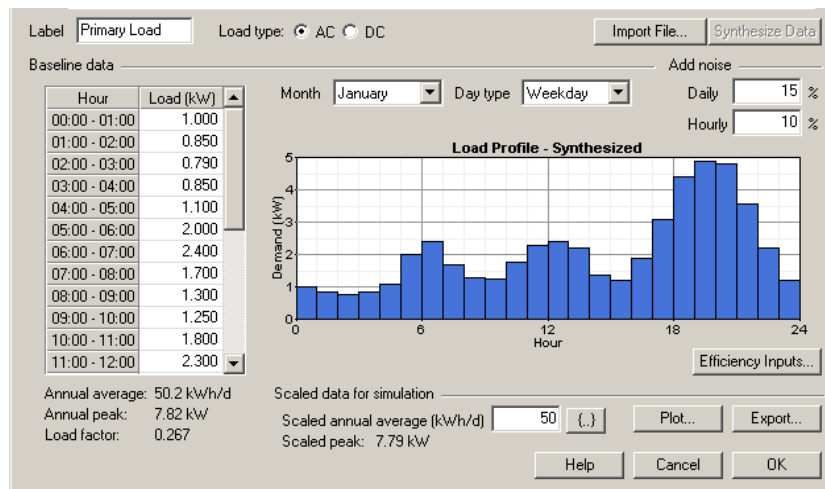 Label Primary Load Load type: AC DC Import File... Synthesize Data
Baseline data Add noise
Hour Load (kW) Month January Day type Weekday Daily 15 %
00:00 - 01:00 1.000 Hourly 10 %
01:00 - 02:00 0.850
02:00 - 03:00 0.790
03:00 - 04:00 0.850
04:00 - 05:00 1.100
05:00 - 06:00 2.000
06:00 - 07:00 2.400
07:00 - 08:00 1.700
08:00 - 09:00 1.300
09:00 - 10:00 1.250
10:00 - 11:00 1.800
11:00 - 12:00 2.300
Load Profile - Synthesized
Demand (kW)
5
4
3
2
1
0
0 6 12 18 24
Hour
Efficiency Inputs...
Annual average: 50.2 kWh/d
Annual peak: 7.82 kW
Load factor: 0.267
Scaled data for simulation
Scaled annual average (kWh/d) 50 {..} Plot... Export...
Scaled peak: 7.79 kW
Help Cancel OK